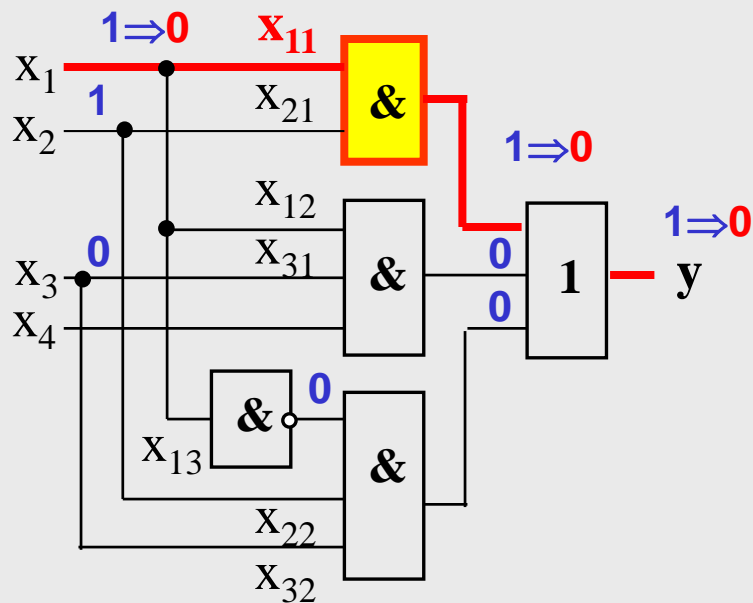 1⇒0 x₁₁
x₁ &
1 x₂₁
x₂ 1⇒0
x₁₂ 1⇒0
0 x₃₁ 0 y
x₃ & 1
x₄ 0
0
& &
x₁₃
x₂₂
x₃₂